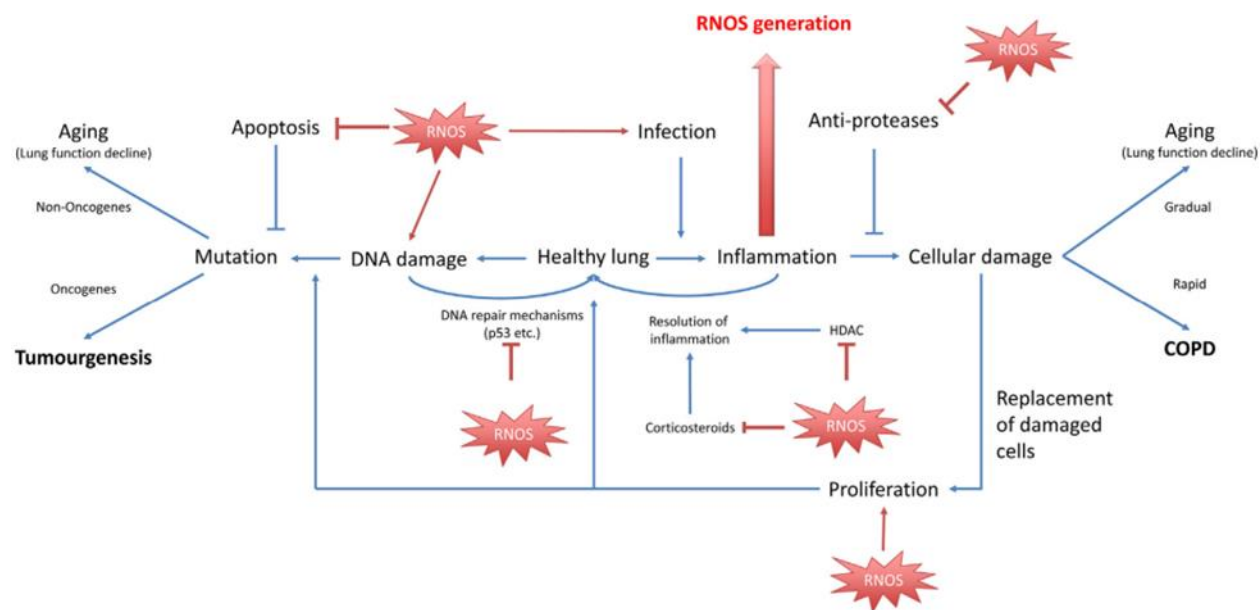 RNOS generation
RNOS
Aging
(Lung function decline)
Apoptosis
RNOS
Infection
Anti-proteases
Aging
(Lung function decline)
Non-Oncogenes
Gradual
Mutation
DNA damage
Healthy lung
Inflammation
Cellular damage
Oncogenes
Rapid
DNA repair mechanisms
(p53 etc.)
Resolution of
inflammation
HDAC
Tumourgenesis
COPD
RNOS
Corticosteroids
RNOS
Replacement
of damaged
cells
Proliferation
RNOS